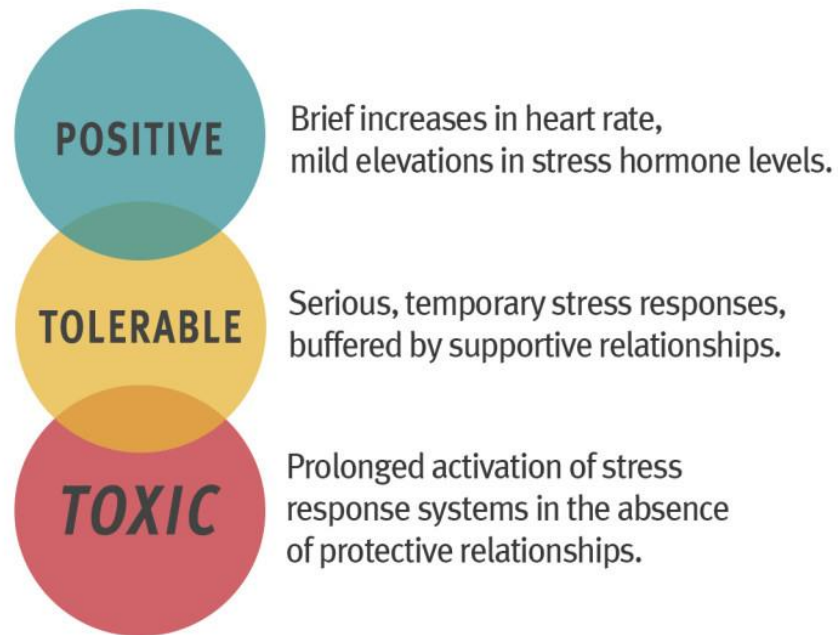 POSITIVE
Brief increases in heart rate,
mild elevations in stress hormone levels.
TOLERABLE
Serious, temporary stress responses,
buffered by supportive relationships.
TOXIC
Prolonged activation of stress
response systems in the absence
of protective relationships.